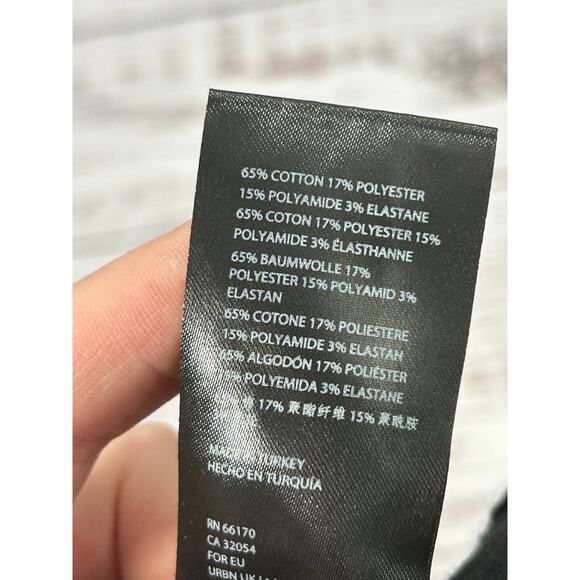 65% COTTON 17% POLYESTER
15% POLYAMIDE 3% ELASTANE
65% COTON 17% POLYESTER 15%
POLYAMIDE 3% ÉLASTHANNE
65% BAUMWOLLE 17%
POLYESTER 15% POLYAMID 3%
ELASTAN
65% COTONE 17% POLIESTERE
15% POLYAMIDE 3% ELASTAN
65% ALGODÓN 17% POLIÉSTER
POLYEMIDA 3% ELASTANE
17% 聚酯纤维 15% 聚酰胺
TURKEY
HECHO EN TURQUÍA
RN 66170
CA 32054
FOR EU
URBN UK